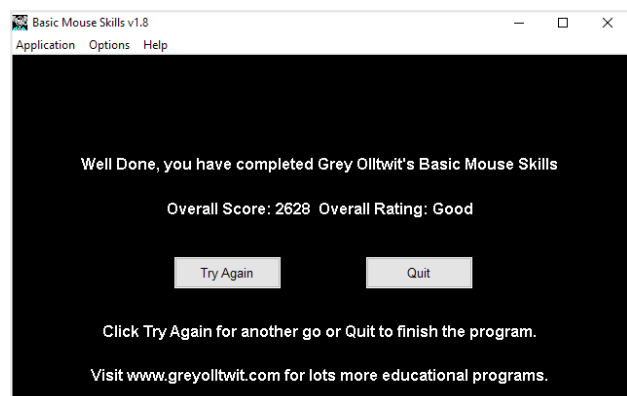 Basic Mouse Skills v1.8
Application Options Help
Well Done, you have completed Grey Olltwit's Basic Mouse Skills
Overall Score: 2628 Overall Rating: Good
Try Again Quit
Click Try Again for another go or Quit to finish the program.
Visit www.greyolltwit.com for lots more educational programs.